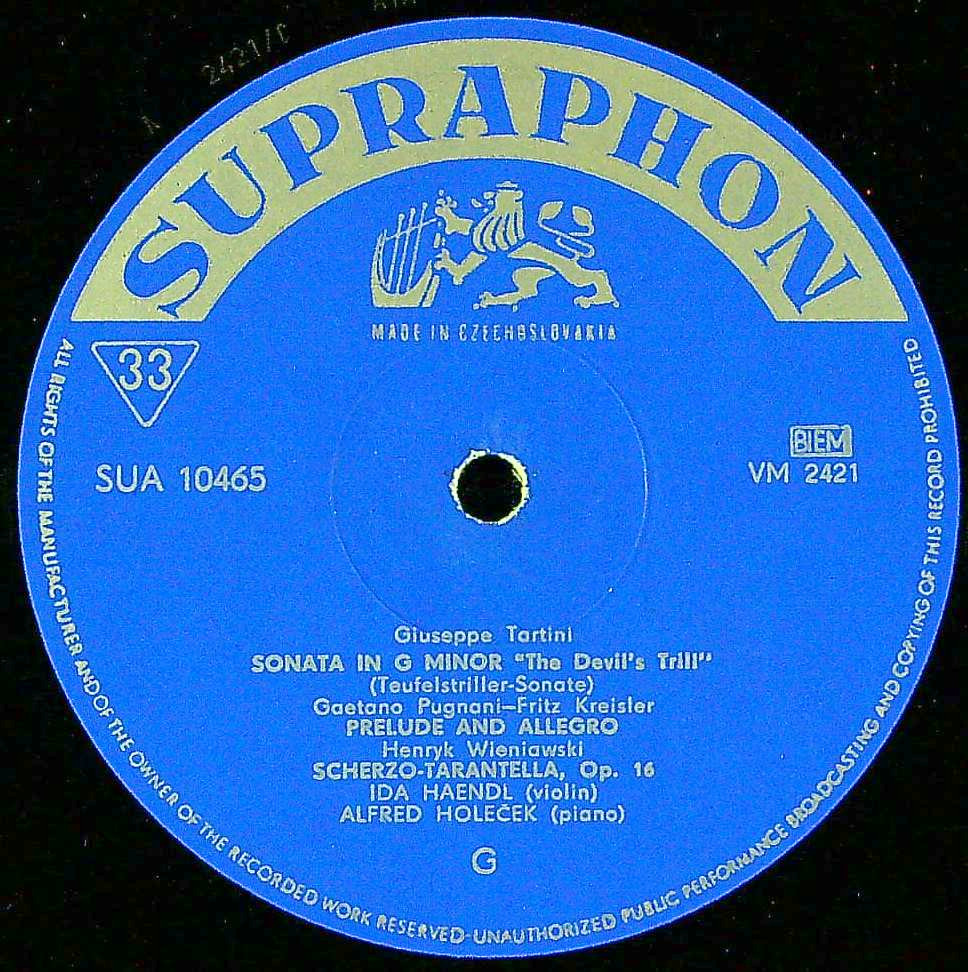 2421/C
SUPRAPHON
MADE IN CZECHOSLOVAKIA
33
BIEM
SUA 10465
VM 2421
Giuseppe Tartini
SONATA IN G MINOR "The Devil's Trill"
(Teufelstriller-Sonate)
Gaetano Pugnani–Fritz Kreisler
PRELUDE AND ALLEGRO
Henryk Wieniawski
SCHERZO-TARANTELLA, Op. 16
IDA HAENDL (violin)
ALFRED HOLEČEK (piano)
G
ALL RIGHTS OF THE MANUFACTURER AND OF THE OWNER OF THE RECORDED WORK RESERVED-UNAUTHORIZED PUBLIC PERFORMANCE BROADCASTING AND COPYING OF THIS RECORD PROHIBITED